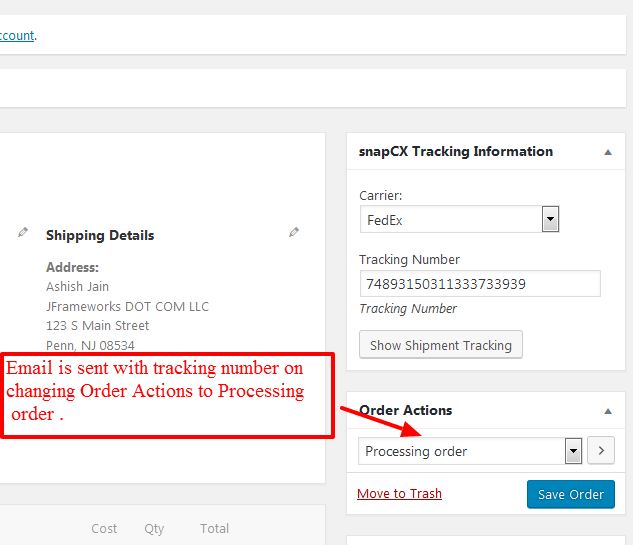 ccount.
snapCX Tracking Information
Carrier:
FedEx
Tracking Number
74893150311333733939
Tracking Number
Show Shipment Tracking
Shipping Details
Address:
Ashish Jain
JFrameworks DOT COM LLC
123 S Main Street
Penn, NJ 08534
Email is sent with tracking number on
changing Order Actions to Processing
order .
Order Actions
Processing order
Move to Trash
Save Order
Cost Qty Total